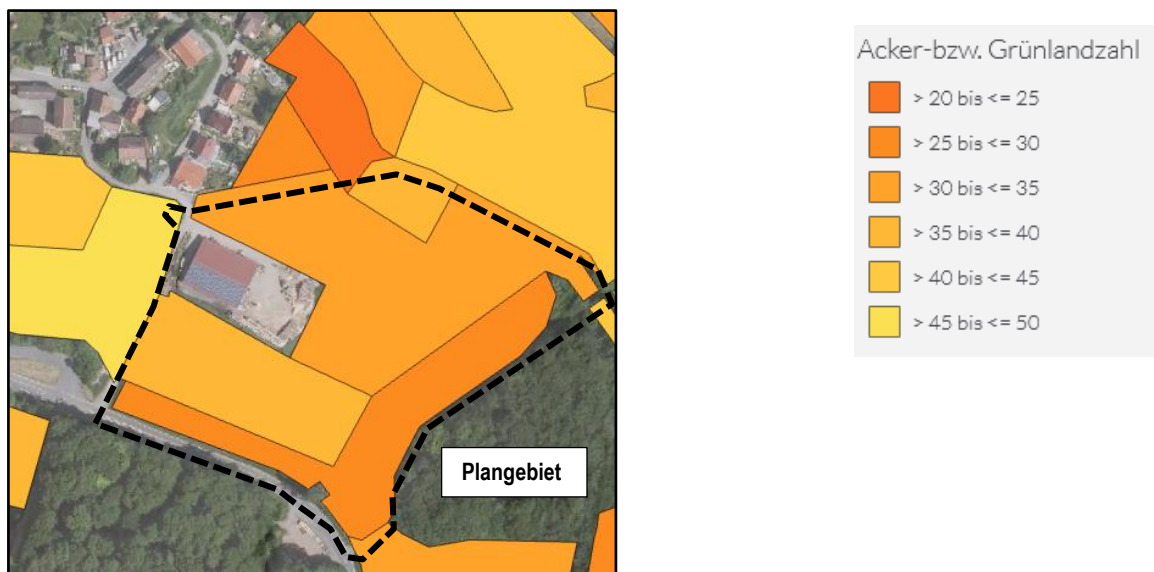 Plangebiet
Acker-bzw. Grünlandzahl
> 20 bis <= 25
> 25 bis <= 30
> 30 bis <= 35
> 35 bis <= 40
> 40 bis <= 45
> 45 bis <= 50